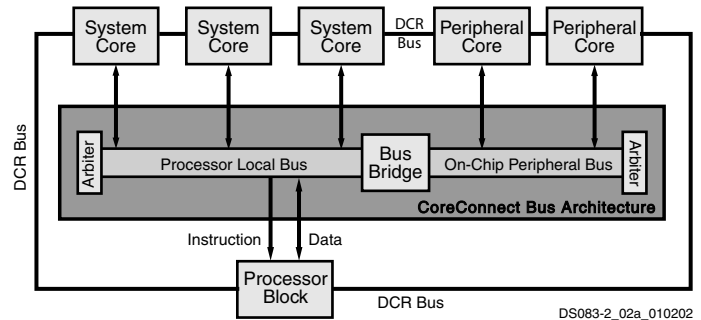 System
Core
System
Core
System
Core
DCR
Bus
Peripheral
Core
Peripheral
Core
DCR Bus
Arbiter
Processor Local Bus
Bus
Bridge
On-Chip Peripheral Bus
Arbiter
CoreConnect Bus Architecture
Instruction
Data
Processor
Block
DCR Bus
DS083-2_02a_010202